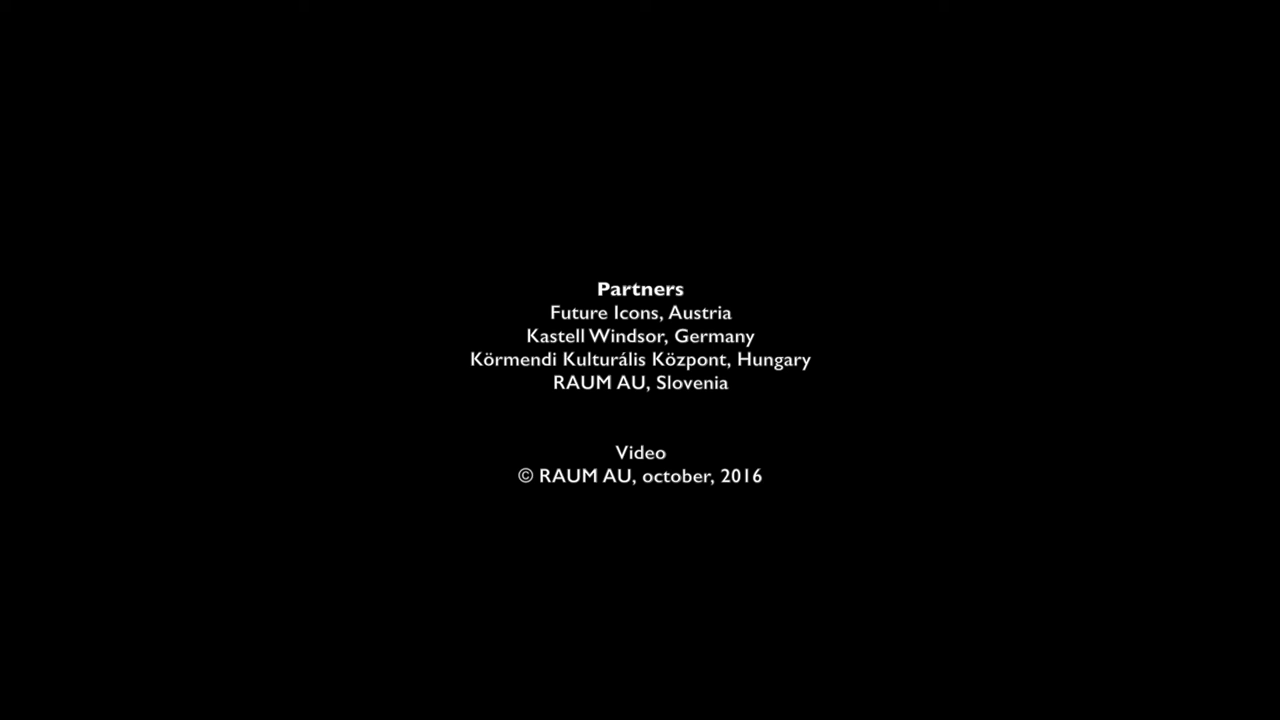 Partners
Future Icons, Austria
Kastell Windsor, Germany
Körmendi Kulturális Központ, Hungary
RAUM AU, Slovenia
Video
© RAUM AU, october, 2016